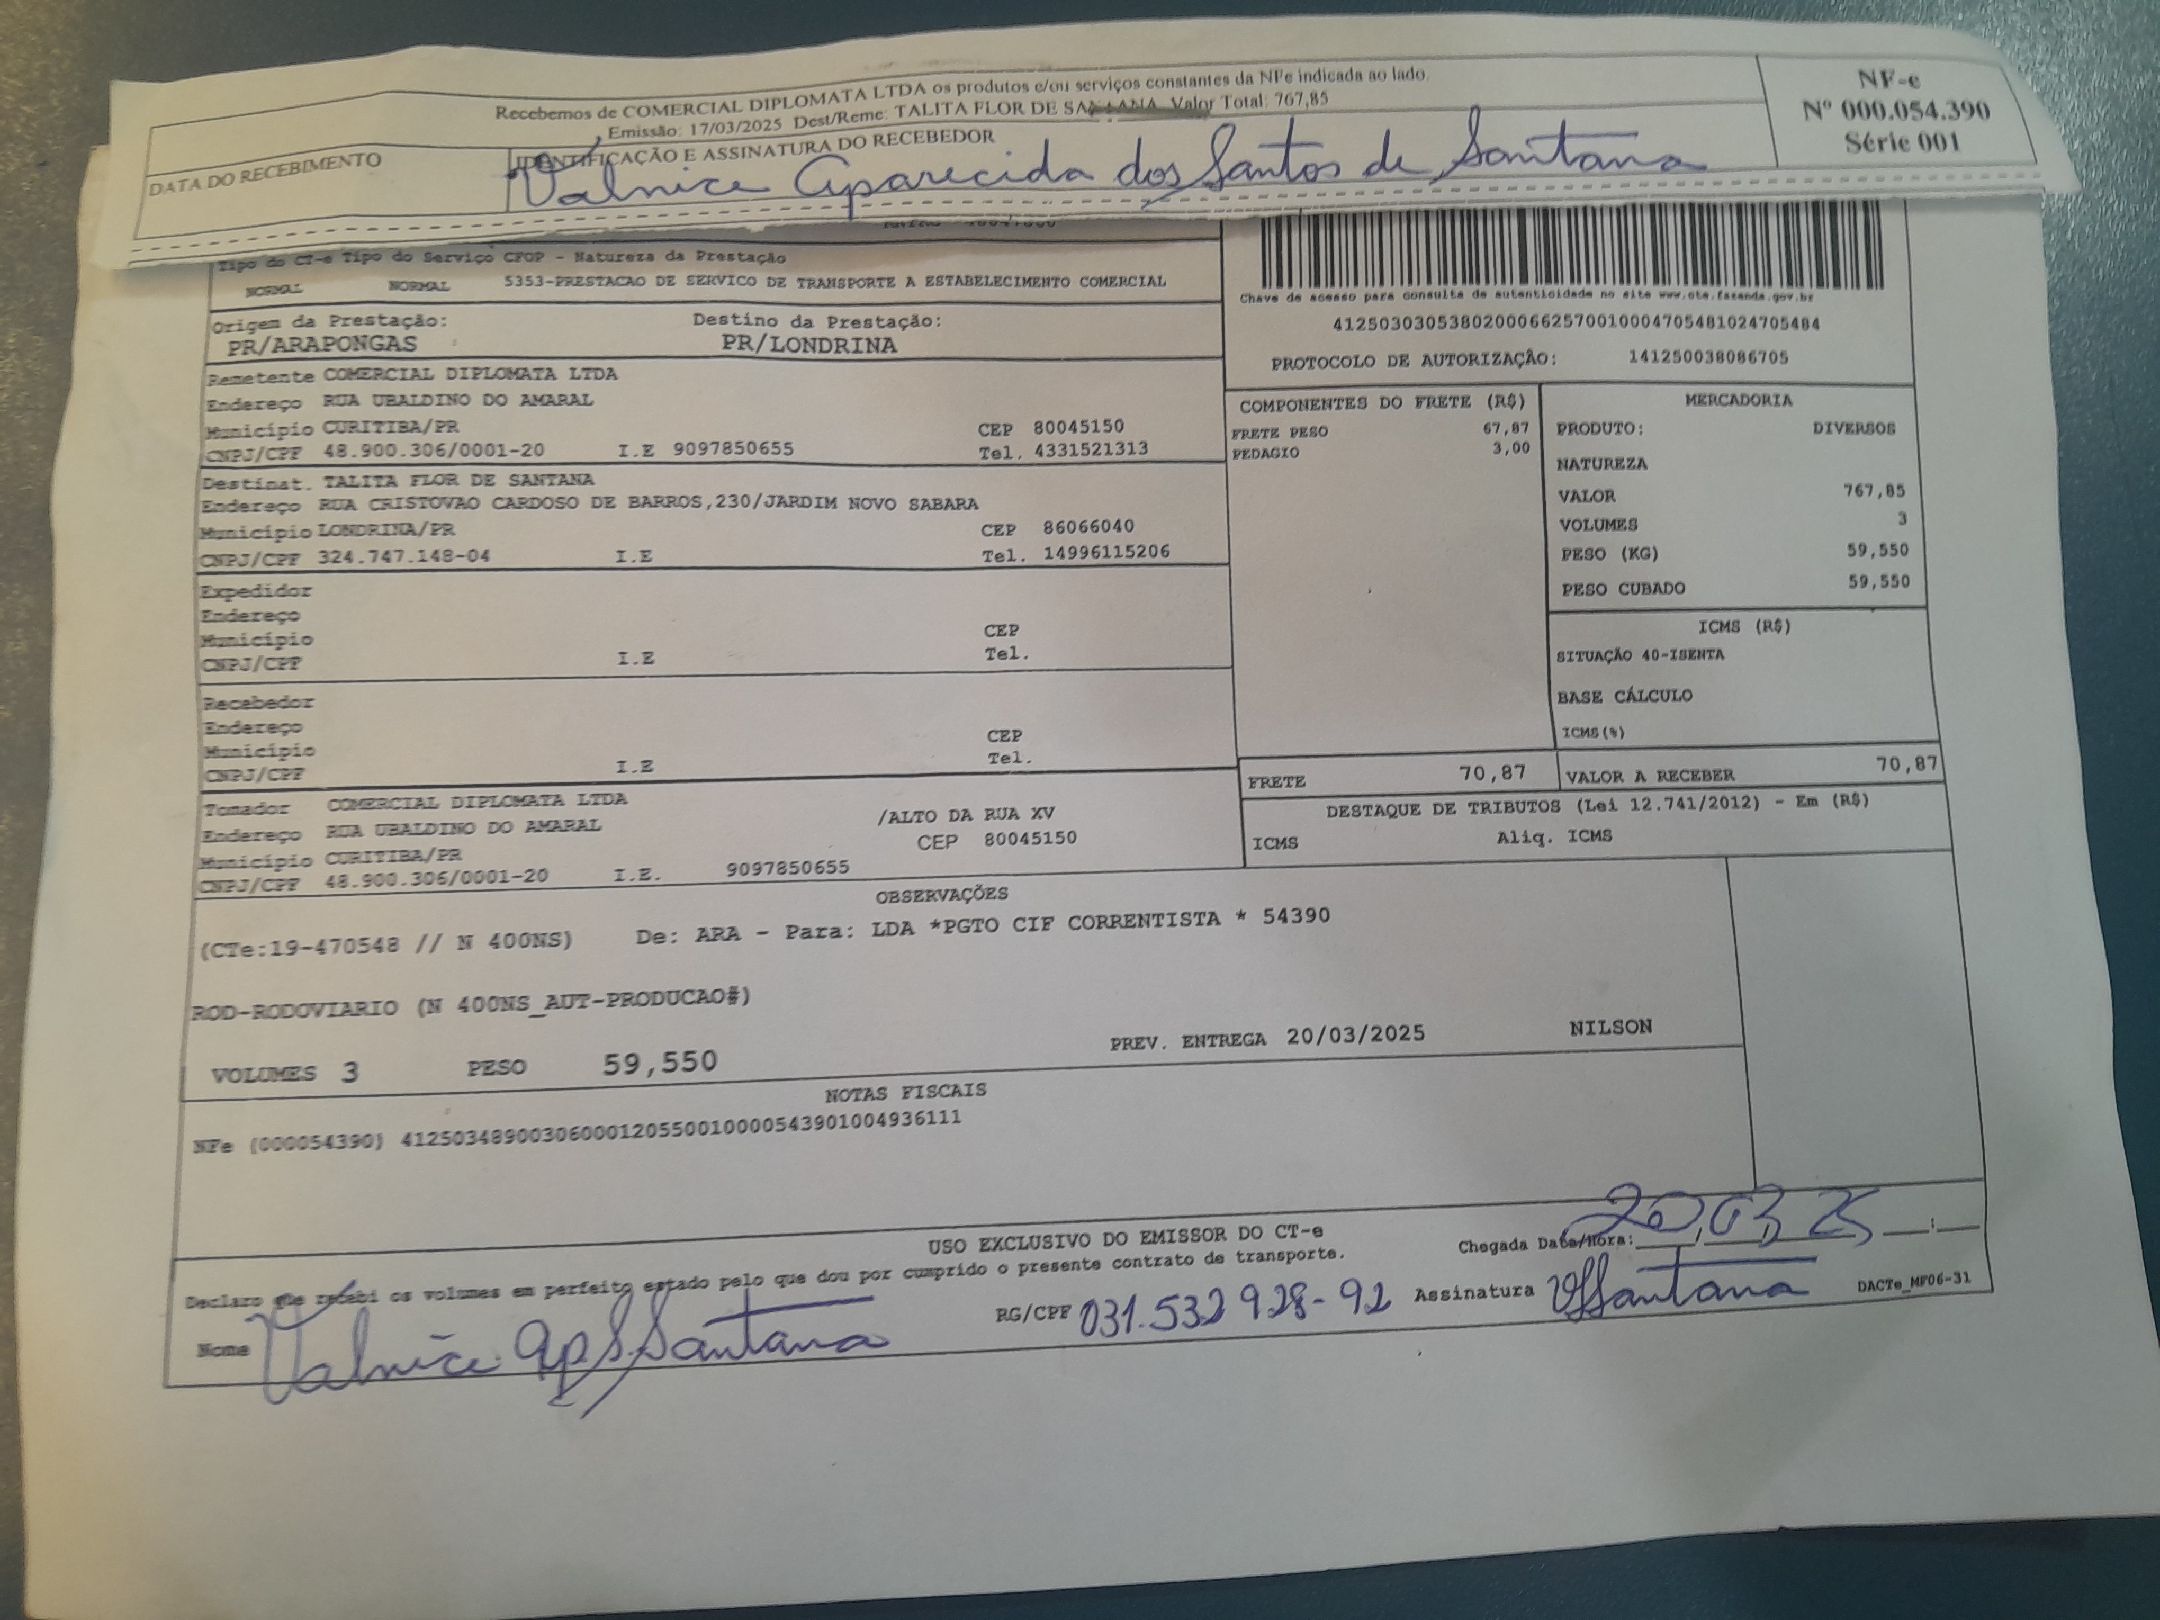 Recebemos de COMERCIAL DIPLOMATA LTDA os produtos e/ou serviços constantes da NFe indicada ao lado.
Emissão: 17/03/2025 Dest/Reme: TALITA FLOR DE SANTANA Valor Total: 767,85
NF-e
Nº 000.054.390
Série 001
DATA DO RECEBIMENTO
IDENTIFICAÇÃO E ASSINATURA DO RECEBEDOR
Valnice Aparecida dos Santos de Santana
Tipo do CT-e Tipo do Serviço CFOP - Natureza da Prestação
NORMAL NORMAL 5353-PRESTACAO DE SERVICO DE TRANSPORTE A ESTABELECIMENTO COMERCIAL
Chave de acesso para consulta de autenticidade no site www.cte.fazenda.gov.br
41250303053802000662570010004705481024705484
PROTOCOLO DE AUTORIZAÇÃO: 141250038086705
Origem da Prestação: Destino da Prestação:
PR/ARAPONGAS PR/LONDRINA
Remetente COMERCIAL DIPLOMATA LTDA
Endereço RUA UBALDINO DO AMARAL
Município CURITIBA/PR CEP 80045150
CNPJ/CPF 48.900.306/0001-20 I.E 9097850655 Tel. 4331521313
Destinat. TALITA FLOR DE SANTANA
Endereço RUA CRISTOVAO CARDOSO DE BARROS,230/JARDIM NOVO SABARA
Município LONDRINA/PR CEP 86066040
CNPJ/CPF 324.747.148-04 I.E Tel. 14996115206
Expedidor
Endereço
Município CEP
CNPJ/CPF I.E Tel.
Recebedor
Endereço
Município CEP
CNPJ/CPF I.E Tel.
Tomador COMERCIAL DIPLOMATA LTDA
Endereço RUA UBALDINO DO AMARAL /ALTO DA RUA XV
Município CURITIBA/PR CEP 80045150
CNPJ/CPF 48.900.306/0001-20 I.E. 9097850655
COMPONENTES DO FRETE (R$)
FRETE PESO 67,87
PEDAGIO 3,00
MERCADORIA
PRODUTO: DIVERSOS
NATUREZA
VALOR 767,85
VOLUMES 3
PESO (KG) 59,550
PESO CUBADO 59,550
ICMS (R$)
SITUAÇÃO 40-ISENTA
BASE CÁLCULO
ICMS(%)
FRETE 70,87 VALOR A RECEBER 70,87
DESTAQUE DE TRIBUTOS (Lei 12.741/2012) - Em (R$)
ICMS Aliq. ICMS
OBSERVAÇÕES
(CTe:19-470548 // N 400NS) De: ARA - Para: LDA *PGTO CIF CORRENTISTA * 54390
ROD-RODOVIARIO (N 400NS_AUT-PRODUCAO#)
VOLUMES 3 PESO 59,550 PREV. ENTREGA 20/03/2025 NILSON
NOTAS FISCAIS
NFe (000054390) 41250348900306000120550010000543901004936111
USO EXCLUSIVO DO EMISSOR DO CT-e
Declaro que recebi os volumes em perfeito estado pelo que dou por cumprido o presente contrato de transporte.
Chegada Data/Hora: 20/03/25 __:__
Nome Valnice Ap S. Santana RG/CPF 031.532 928-92 Assinatura VSSantana DACTe_MF06-31